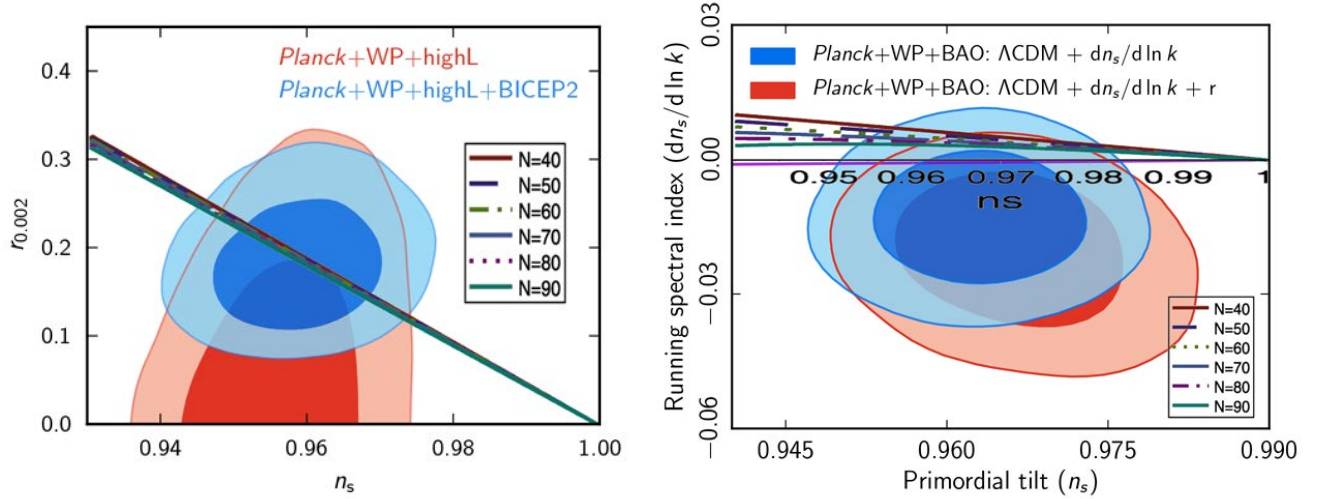 Planck+WP+highL
Planck+WP+highL+BICEP2
0.4
0.3
0.2
0.1
0.0
r0.002
N=40
N=50
N=60
N=70
N=80
N=90
0.94
0.96
0.98
1.00
ns
Planck+WP+BAO: ΛCDM + dns/d ln k
Planck+WP+BAO: ΛCDM + dns/d ln k + r
0.03
0.00
−0.03
−0.06
Running spectral index (dns/d ln k)
0.95 0.96 0.97 0.98 0.99 1
ns
N=40
N=50
N=60
N=70
N=80
N=90
0.945
0.960
0.975
0.990
Primordial tilt (ns)